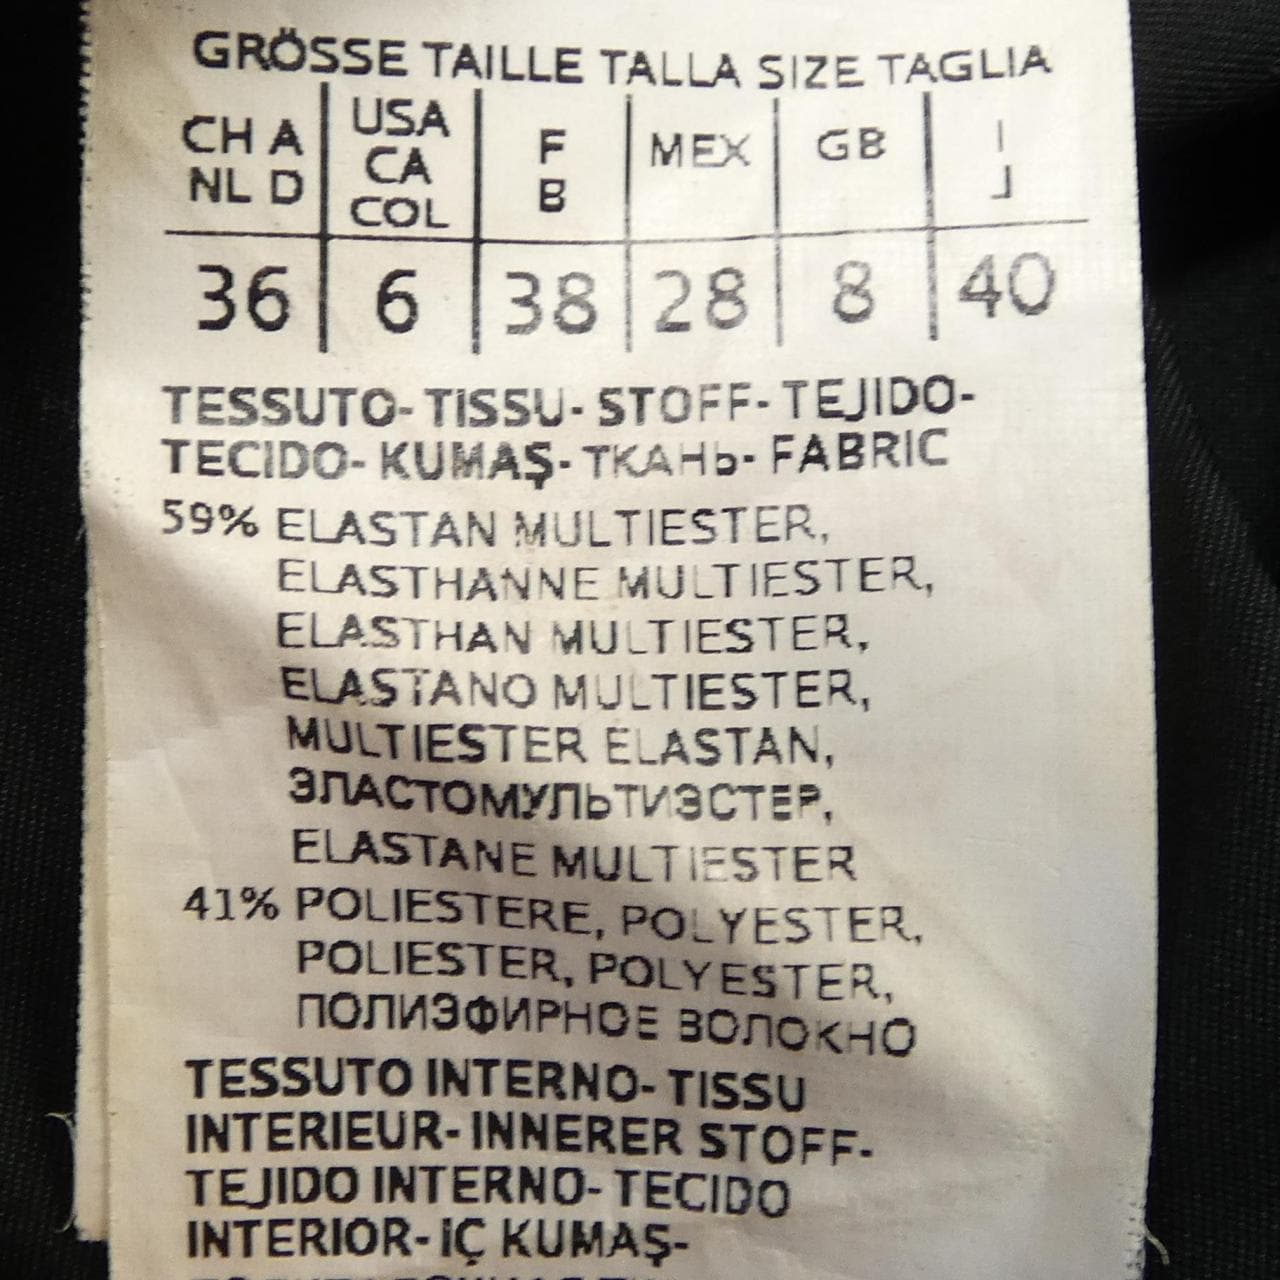 GRÖSSE TAILLE TALLA SIZE TAGLIA
CH A USA F MEX GB I
NL D CA B J
COL
36 6 38 28 8 40
TESSUTO- TISSU- STOFF- TEJIDO-
TECIDO- KUMAŞ- ТКАНЬ- FABRIC
59% ELASTAN MULTIESTER,
ELASTHANNE MULTIESTER,
ELASTHAN MULTIESTER,
ELASTANO MULTIESTER,
MULTIESTER ELASTAN,
ЭЛАСТОМУЛЬТИЭСТЕР,
ELASTANE MULTIESTER
41% POLIESTERE, POLYESTER,
POLIESTER, POLYESTER,
ПОЛИЭФИРНОЕ ВОЛОКНО
TESSUTO INTERNO- TISSU
INTERIEUR- INNERER STOFF-
TEJIDO INTERNO- TECIDO
INTERIOR- İÇ KUMAŞ-